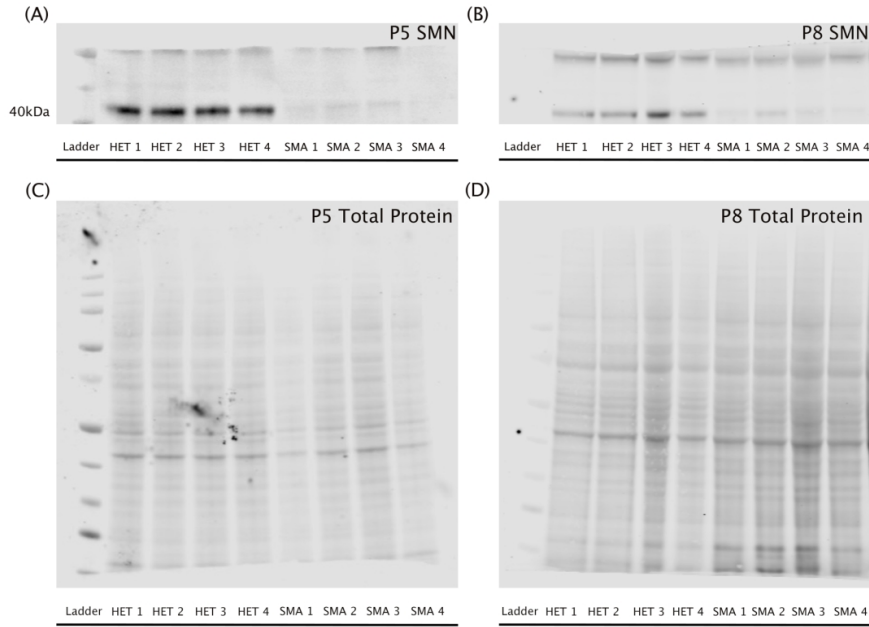 (A)
P5 SMN
40kDa
Ladder HET 1 HET 2 HET 3 HET 4 SMA 1 SMA 2 SMA 3 SMA 4
(B)
P8 SMN
Ladder HET 1 HET 2 HET 3 HET 4 SMA 1 SMA 2 SMA 3 SMA 4
(C)
P5 Total Protein
Ladder HET 1 HET 2 HET 3 HET 4 SMA 1 SMA 2 SMA 3 SMA 4
(D)
P8 Total Protein
Ladder HET 1 HET 2 HET 3 HET 4 SMA 1 SMA 2 SMA 3 SMA 4